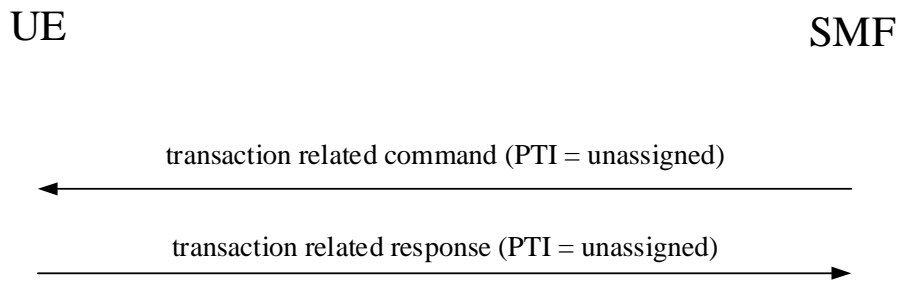 UE
SMF
transaction related command (PTI = unassigned)
transaction related response (PTI = unassigned)